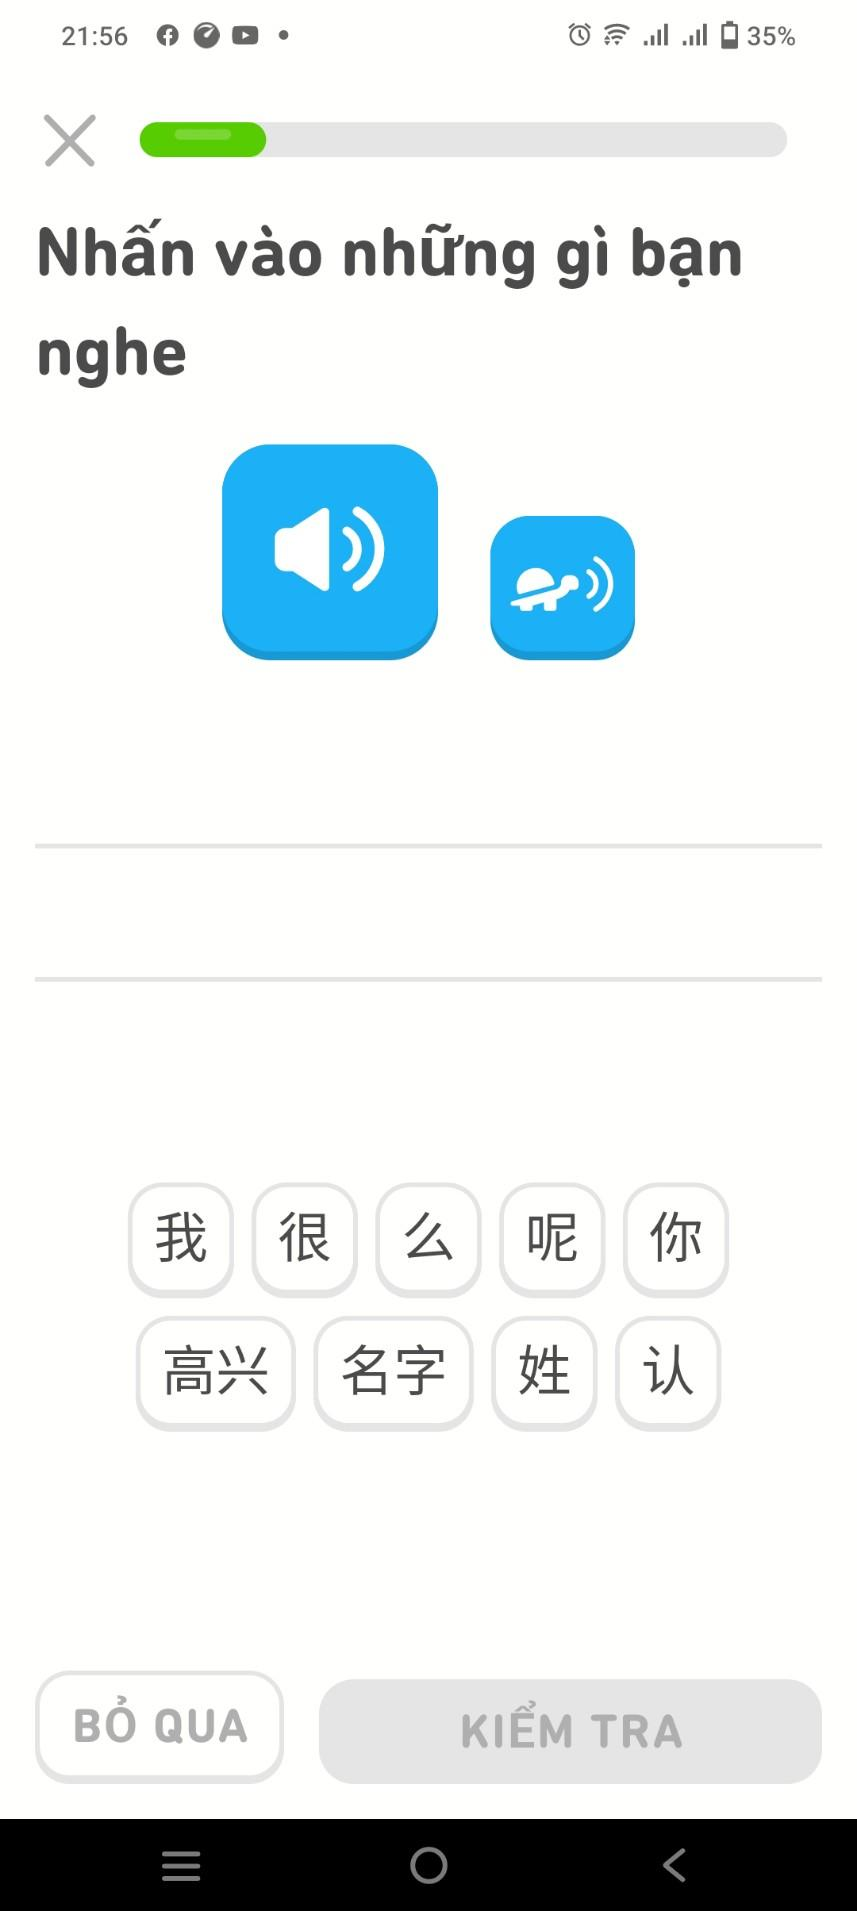 21:56 35%
Nhấn vào những gì bạn
nghe
我 很 么 呢 你
高兴 名字 姓 认
BỎ QUA KIỂM TRA